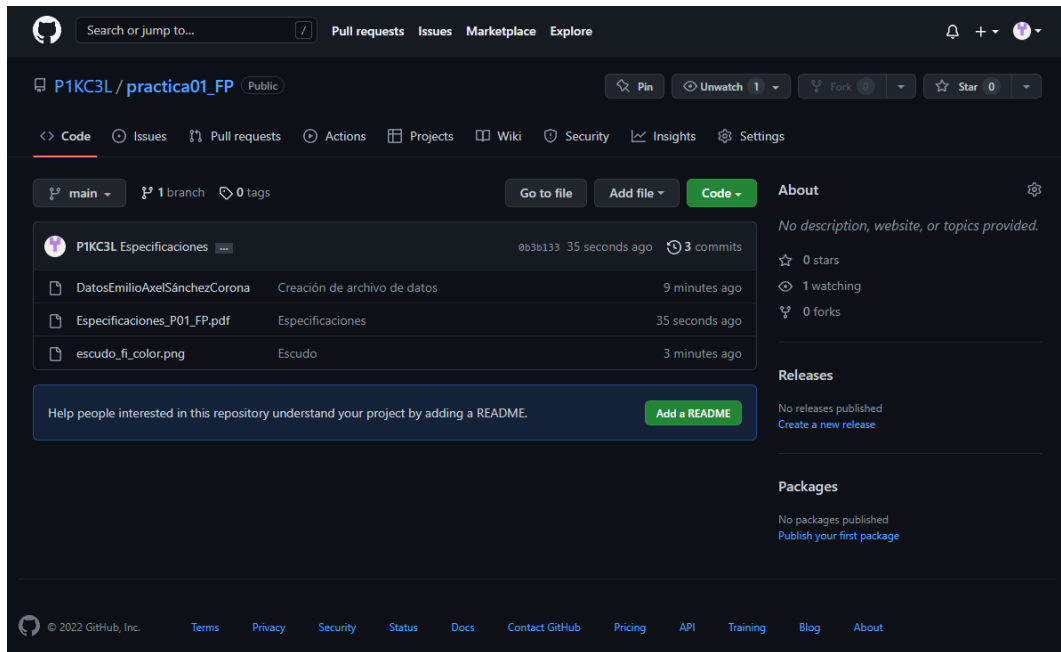 Search or jump to... / Pull requests Issues Marketplace Explore
P1KC3L / practica01_FP Public Pin Unwatch 1 Fork 0 Star 0
Code Issues Pull requests Actions Projects Wiki Security Insights Settings
main 1 branch 0 tags Go to file Add file Code
P1KC3L Especificaciones ... 0b3b133 35 seconds ago 3 commits
DatosEmilioAxelSánchezCorona Creación de archivo de datos 9 minutes ago
Especificaciones_P01_FP.pdf Especificaciones 35 seconds ago
escudo_fi_color.png Escudo 3 minutes ago
Help people interested in this repository understand your project by adding a README. Add a README
About
No description, website, or topics provided.
0 stars
1 watching
0 forks
Releases
No releases published
Create a new release
Packages
No packages published
Publish your first package
© 2022 GitHub, Inc. Terms Privacy Security Status Docs Contact GitHub Pricing API Training Blog About